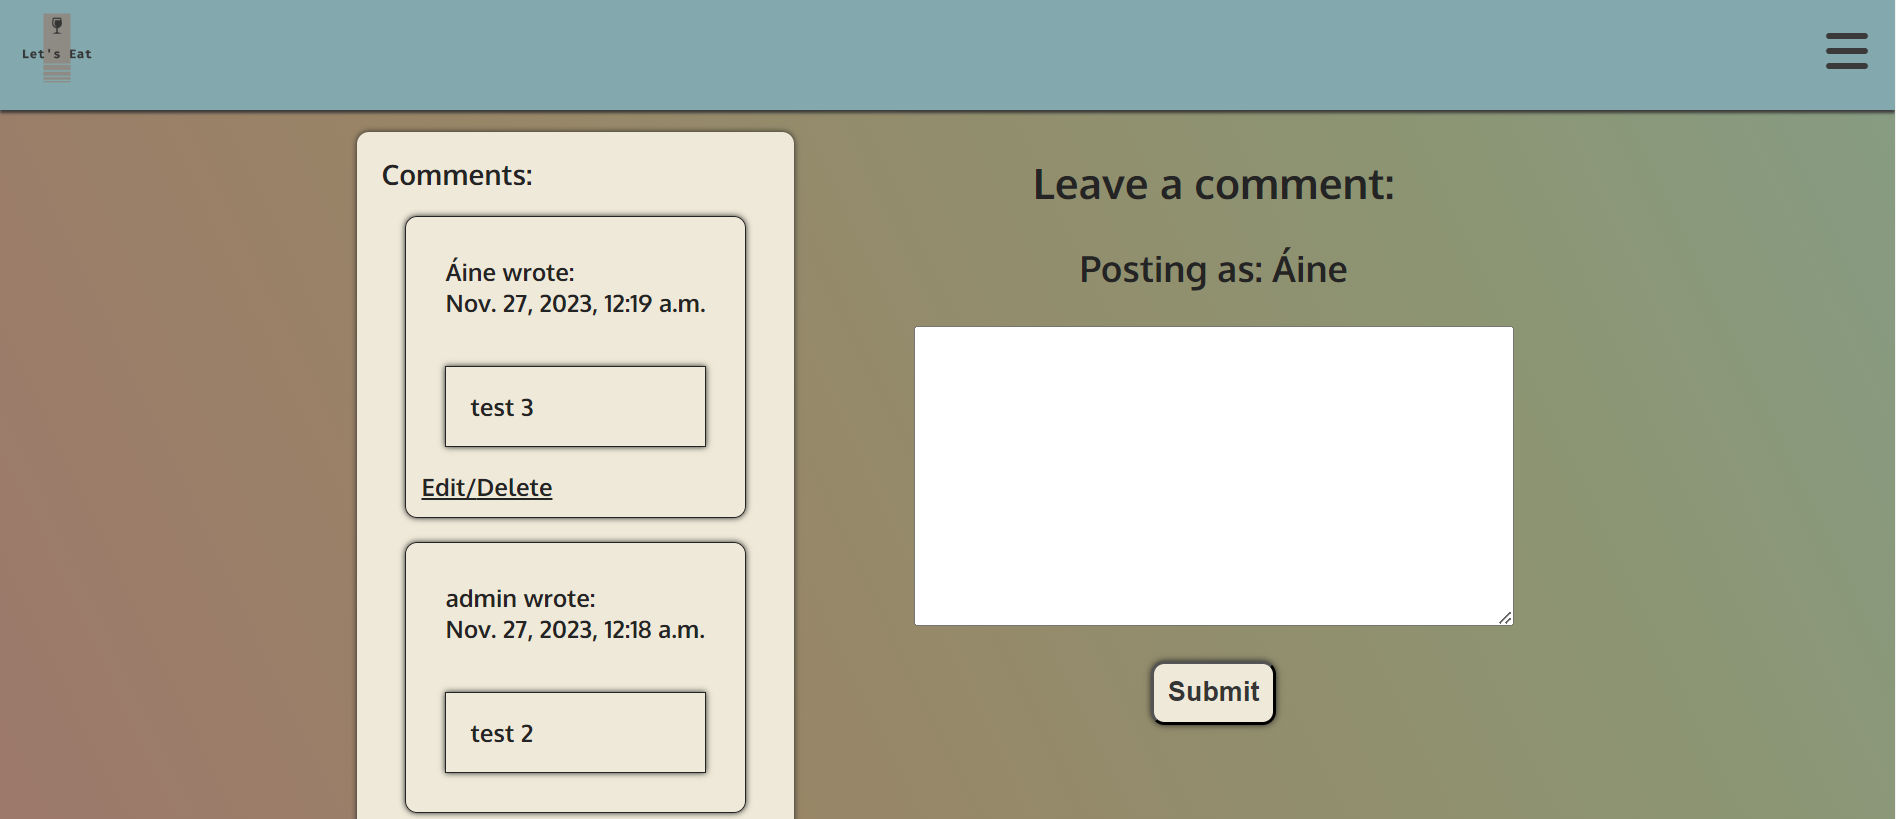 Let's Eat
Comments:
Áine wrote:
Nov. 27, 2023, 12:19 a.m.
test 3
Edit/Delete
admin wrote:
Nov. 27, 2023, 12:18 a.m.
test 2
Leave a comment:
Posting as: Áine
Submit